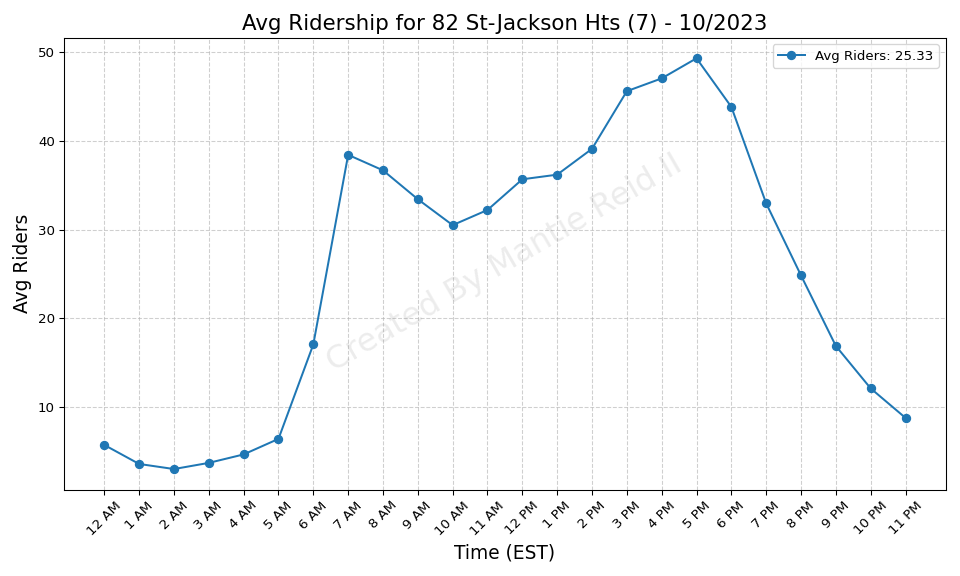 Avg Ridership for 82 St-Jackson Hts (7) - 10/2023
Avg Riders: 25.33
50
40
30
20
10
Avg Riders
Created By Mantie Reid II
12 AM
1 AM
2 AM
3 AM
4 AM
5 AM
6 AM
7 AM
8 AM
9 AM
10 AM
11 AM
12 PM
1 PM
2 PM
3 PM
4 PM
5 PM
6 PM
7 PM
8 PM
9 PM
10 PM
11 PM
Time (EST)